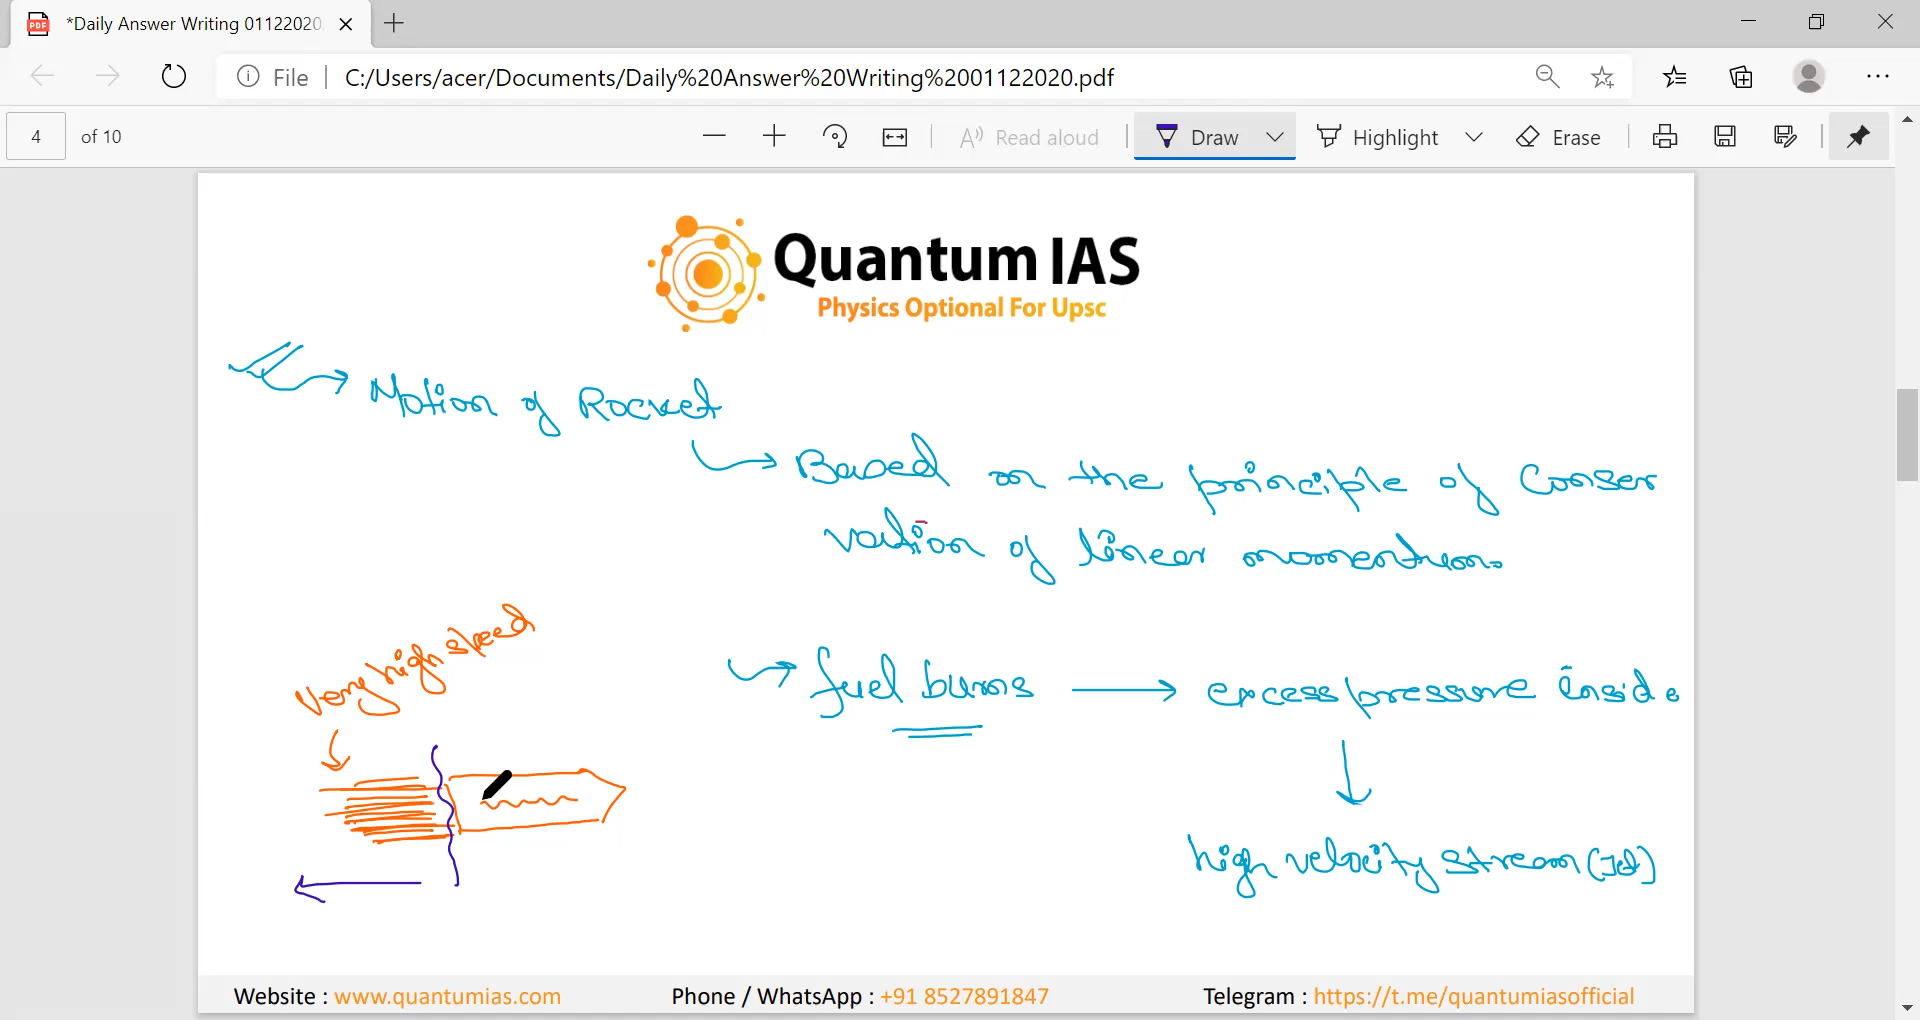 *Daily Answer Writing 01122020
File
C:/Users/acer/Documents/Daily%20Answer%20Writing%2001122020.pdf
4 of 10
Read aloud
Draw
Highlight
Erase
Quantum IAS
Physics Optional For Upsc
Motion of Rocket
Based on the principle of Conser
vation of linear momentum.
Very high speed
fuel burns → excess pressure inside
high velocity stream (Jet)
Website : www.quantumias.com
Phone / WhatsApp : +91 8527891847
Telegram : https://t.me/quantumiasofficial